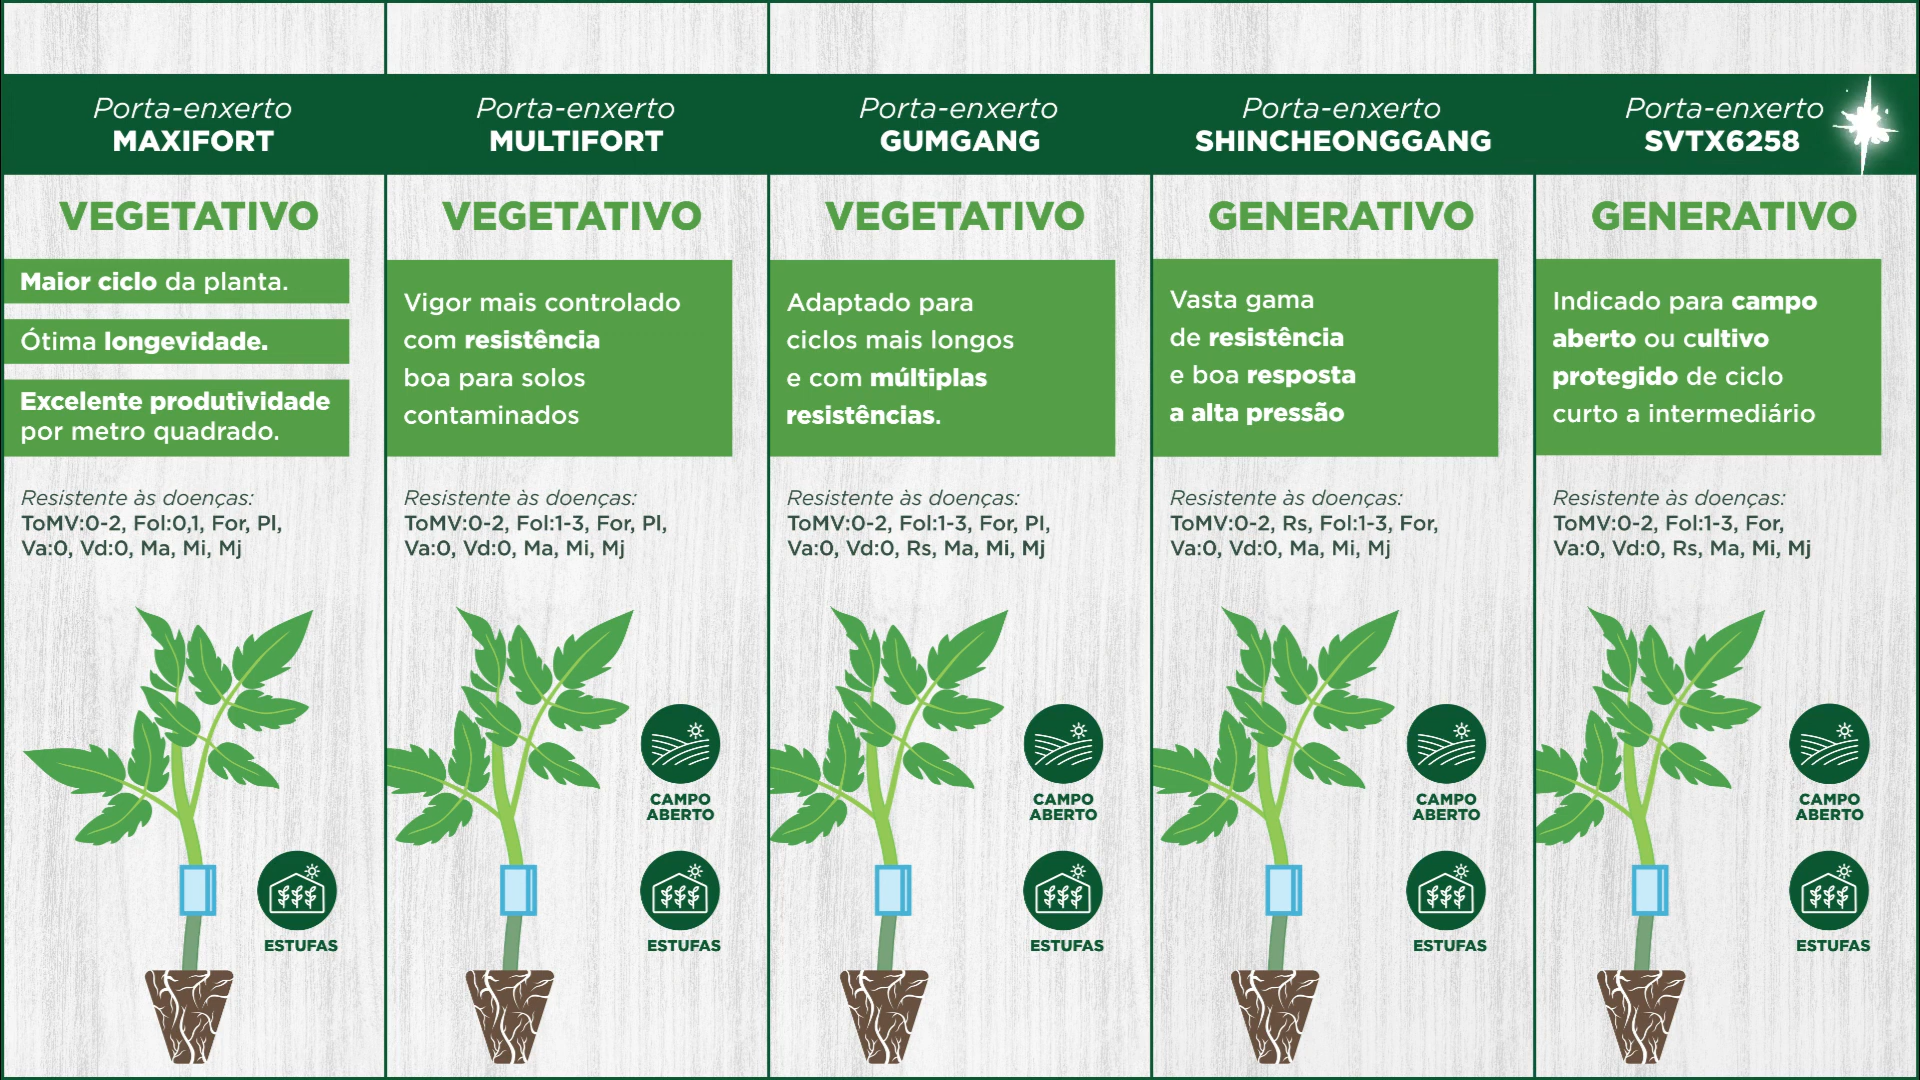 Porta-enxerto
MAXIFORT
VEGETATIVO
Maior ciclo da planta.
Ótima longevidade.
Excelente produtividade
por metro quadrado.
Resistente às doenças:
ToMV:0-2, Fol:0,1, For, Pl,
Va:0, Vd:0, Ma, Mi, Mj
ESTUFAS
Porta-enxerto
MULTIFORT
VEGETATIVO
Vigor mais controlado
com resistência
boa para solos
contaminados
Resistente às doenças:
ToMV:0-2, Fol:1-3, For, Pl,
Va:0, Vd:0, Ma, Mi, Mj
CAMPO
ABERTO
ESTUFAS
Porta-enxerto
GUMGANG
VEGETATIVO
Adaptado para
ciclos mais longos
e com múltiplas
resistências.
Resistente às doenças:
ToMV:0-2, Fol:1-3, For, Pl,
Va:0, Vd:0, Rs, Ma, Mi, Mj
CAMPO
ABERTO
ESTUFAS
Porta-enxerto
SHINCHEONGGANG
GENERATIVO
Vasta gama
de resistência
e boa resposta
a alta pressão
Resistente às doenças:
ToMV:0-2, Rs, Fol:1-3, For,
Va:0, Vd:0, Ma, Mi, Mj
CAMPO
ABERTO
ESTUFAS
Porta-enxerto
SVTX6258
GENERATIVO
Indicado para campo
aberto ou cultivo
protegido de ciclo
curto a intermediário
Resistente às doenças:
ToMV:0-2, Fol:1-3, For,
Va:0, Vd:0, Rs, Ma, Mi, Mj
CAMPO
ABERTO
ESTUFAS